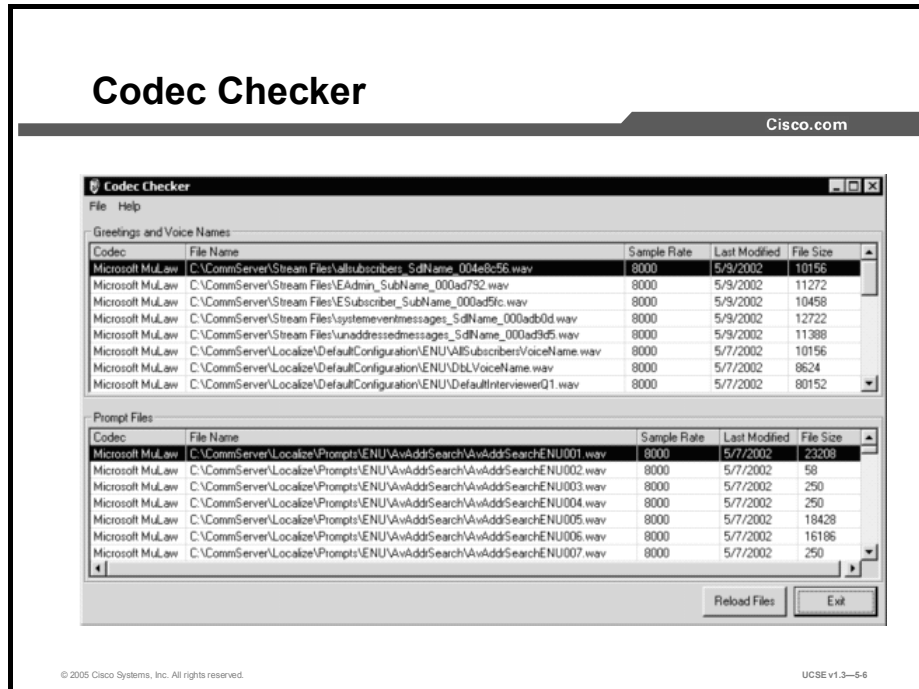 Codec Checker
Cisco.com
Codec Checker
File Help
Greetings and Voice Names
Codec File Name Sample Rate Last Modified File Size
Microsoft MuLaw C:\CommServer\Stream Files\allsubscribers_SdlName_004e8c56.wav 8000 5/9/2002 10156
Microsoft MuLaw C:\CommServer\Stream Files\EAdmin_SubName_000ad792.wav 8000 5/9/2002 11272
Microsoft MuLaw C:\CommServer\Stream Files\ESubscriber_SubName_000ad5fc.wav 8000 5/9/2002 10458
Microsoft MuLaw C:\CommServer\Stream Files\systemeventmessages_SdlName_000adb0d.wav 8000 5/9/2002 12722
Microsoft MuLaw C:\CommServer\Stream Files\unaddressedmessages_SdlName_000ad9d5.wav 8000 5/9/2002 11388
Microsoft MuLaw C:\CommServer\Localize\DefaultConfiguration\ENU\AllSubscribersVoiceName.wav 8000 5/7/2002 10156
Microsoft MuLaw C:\CommServer\Localize\DefaultConfiguration\ENU\DbLVoiceName.wav 8000 5/7/2002 8624
Microsoft MuLaw C:\CommServer\Localize\DefaultConfiguration\ENU\DefaultInterviewerQ1.wav 8000 5/7/2002 80152
Prompt Files
Codec File Name Sample Rate Last Modified File Size
Microsoft MuLaw C:\CommServer\Localize\Prompts\ENU\AvAddrSearch\AvAddrSearchENU001.wav 8000 5/7/2002 23208
Microsoft MuLaw C:\CommServer\Localize\Prompts\ENU\AvAddrSearch\AvAddrSearchENU002.wav 8000 5/7/2002 58
Microsoft MuLaw C:\CommServer\Localize\Prompts\ENU\AvAddrSearch\AvAddrSearchENU003.wav 8000 5/7/2002 250
Microsoft MuLaw C:\CommServer\Localize\Prompts\ENU\AvAddrSearch\AvAddrSearchENU004.wav 8000 5/7/2002 250
Microsoft MuLaw C:\CommServer\Localize\Prompts\ENU\AvAddrSearch\AvAddrSearchENU005.wav 8000 5/7/2002 18428
Microsoft MuLaw C:\CommServer\Localize\Prompts\ENU\AvAddrSearch\AvAddrSearchENU006.wav 8000 5/7/2002 16186
Microsoft MuLaw C:\CommServer\Localize\Prompts\ENU\AvAddrSearch\AvAddrSearchENU007.wav 8000 5/7/2002 250
Reload Files Exit
© 2005 Cisco Systems, Inc. All rights reserved. UCSE v1.3—5-6